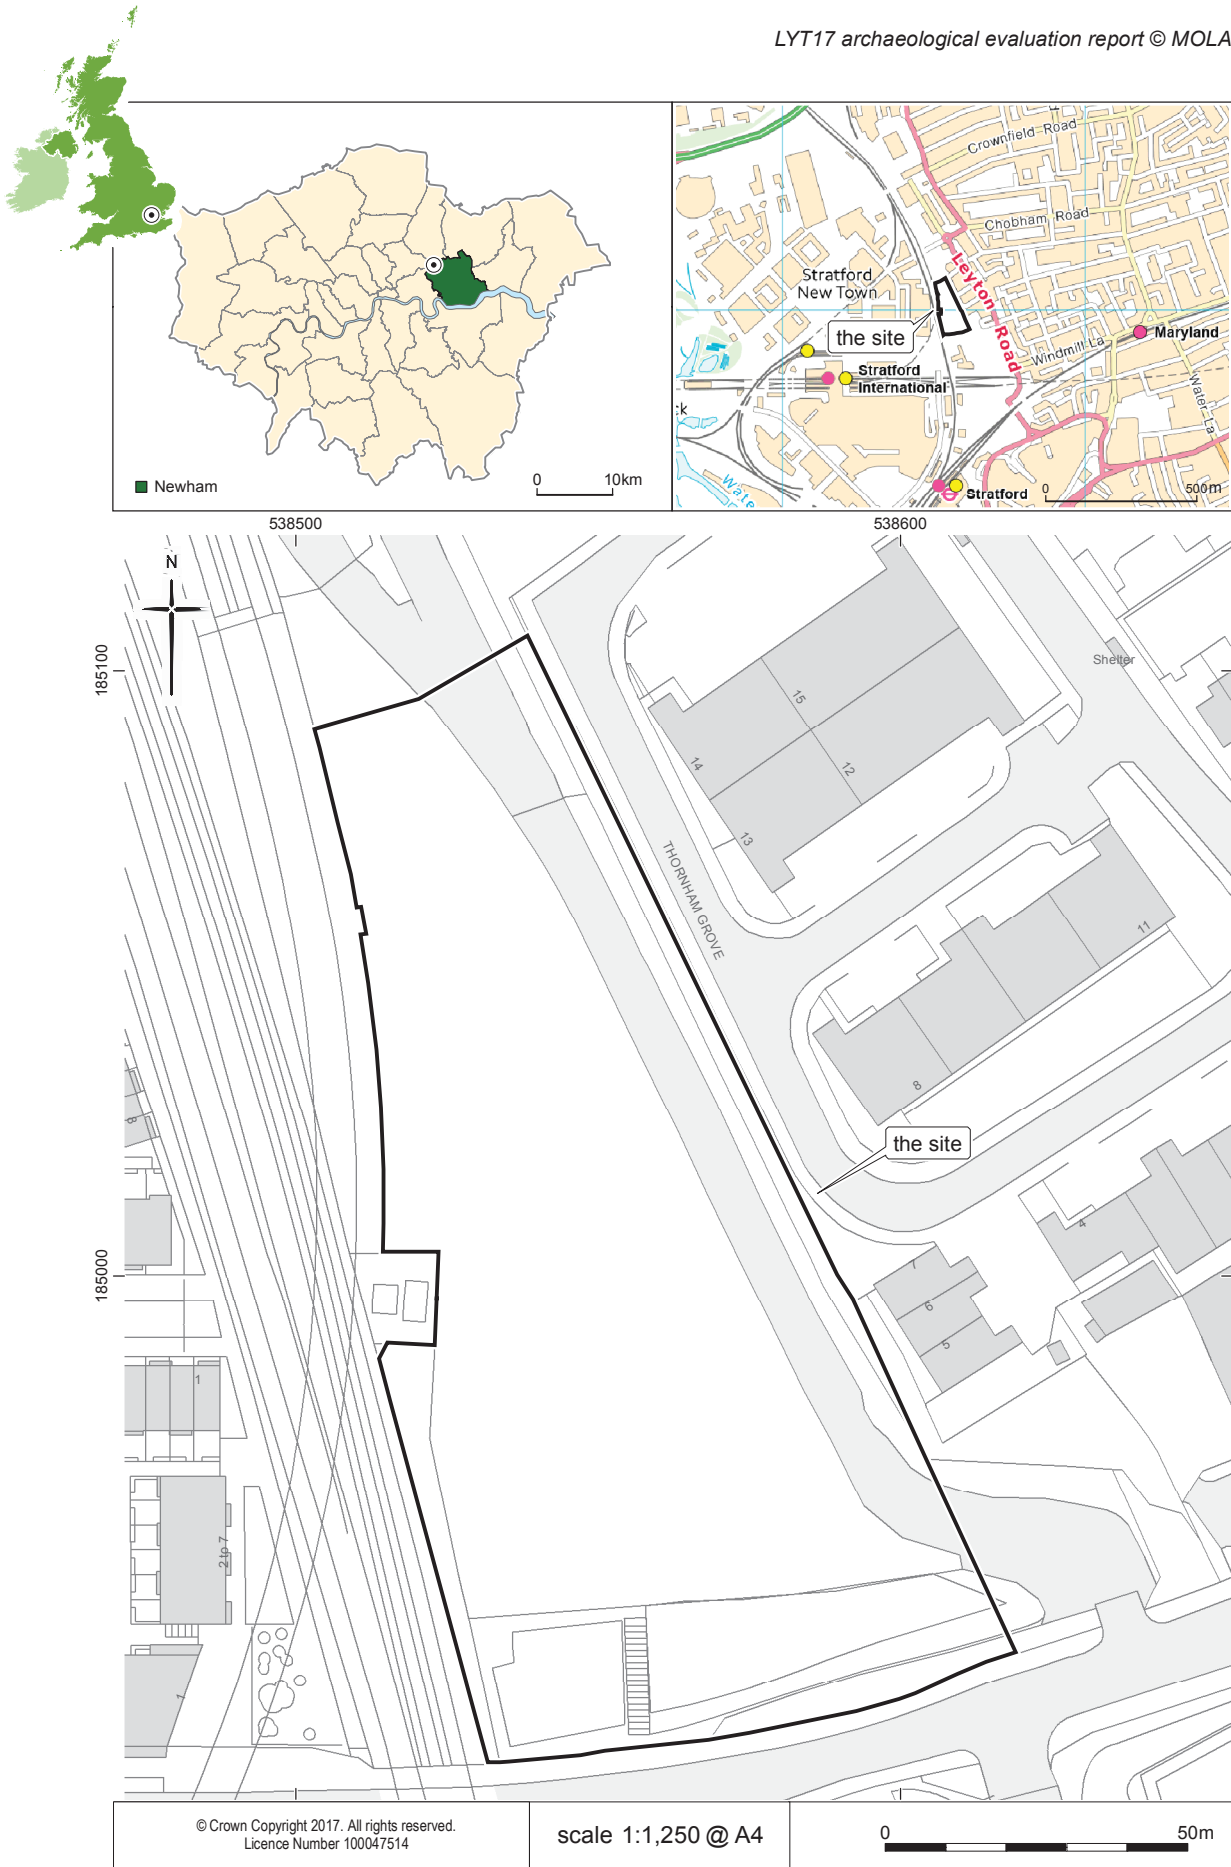 LYT17 archaeological evaluation report © MOLA
Newham
0 10km
Crownfield Road
Chobham Road
Leyton Road
Stratford
New Town
the site
Windmill La
Maryland
Water La
Stratford
International
ck
Wate
Stratford
0 500m
538500 538600
N
185100
Shelter
15
14
12
13
THORNHAM GROVE
11
8
8
the site
4
185000
7
6
5
1
2 to 7
1
© Crown Copyright 2017. All rights reserved.
Licence Number 100047514
scale 1:1,250 @ A4
0 50m